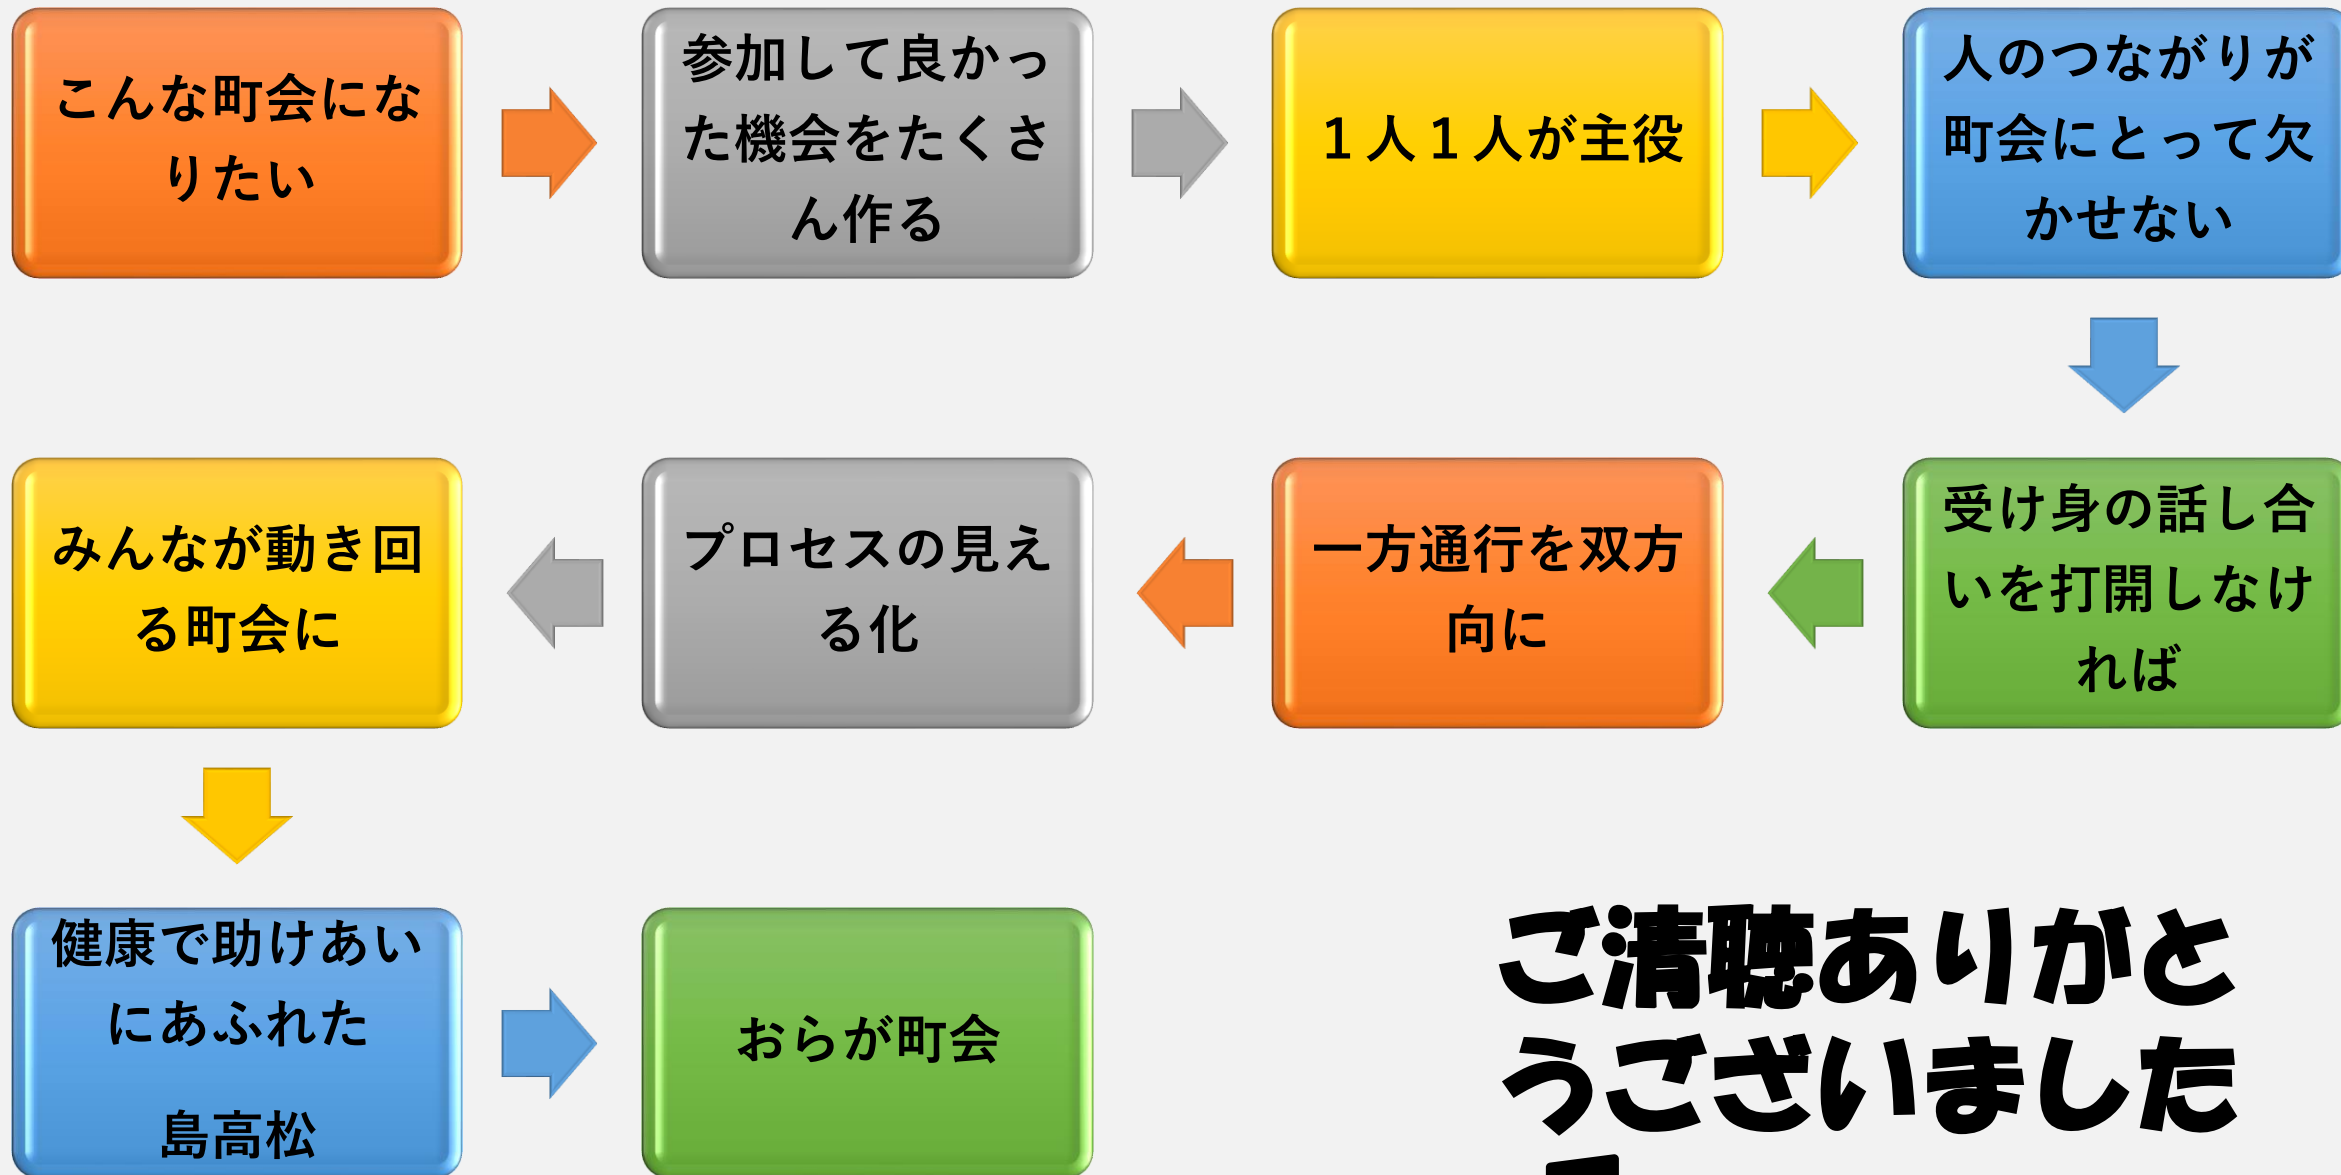 こんな町会にな
りたい
参加して良かっ
た機会をたくさ
ん作る
１人１人が主役
人のつながりが
町会にとって欠
かせない
受け身の話し合
いを打開しなけ
れば
一方通行を双方
向に
プロセスの見え
る化
みんなが動き回
る町会に
健康で助けあい
にあふれた
島高松
おらが町会
ご清聴ありがと
うございました